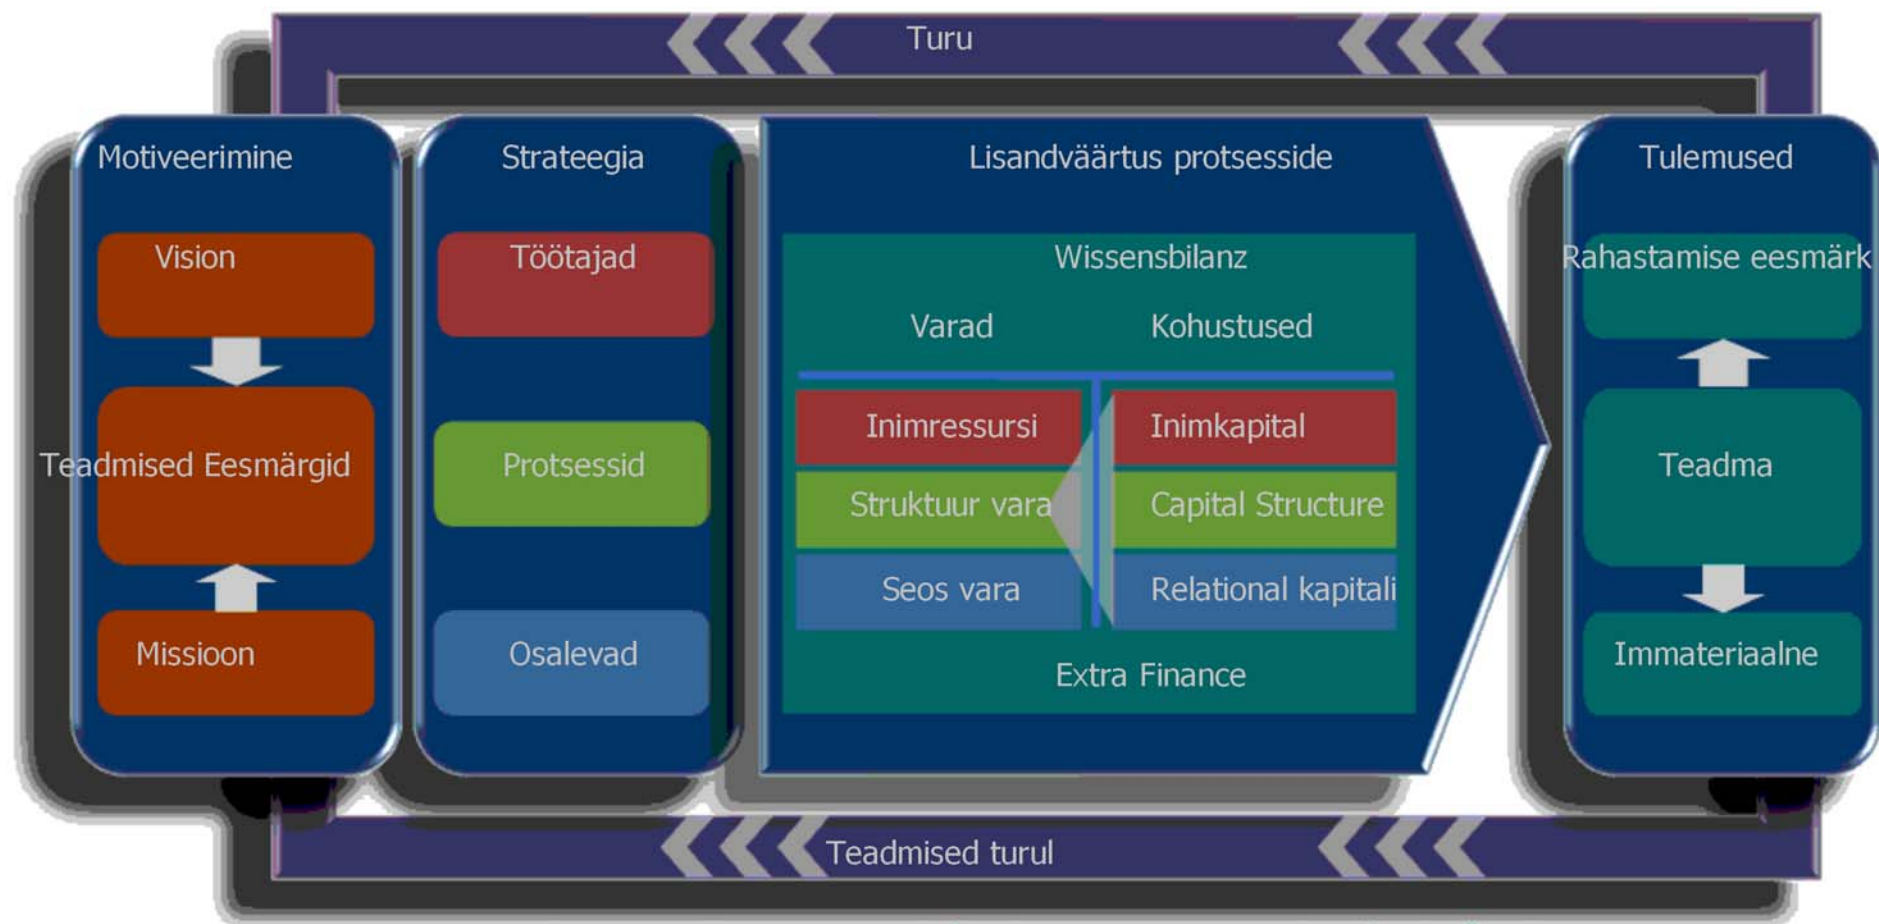 Turu
Motiveerimine
Vision
Teadmised Eesmärgid
Missioon
Strateegia
Töötajad
Protsessid
Osalevad
Lisandväärtus protsesside
Wissensbilanz
Varad
Kohustused
Inimressursi
Inimkapital
Struktuur vara
Capital Structure
Seos vara
Relational kapitali
Extra Finance
Tulemused
Rahastamise eesmärk
Teadma
Immateriaalne
Teadmised turul